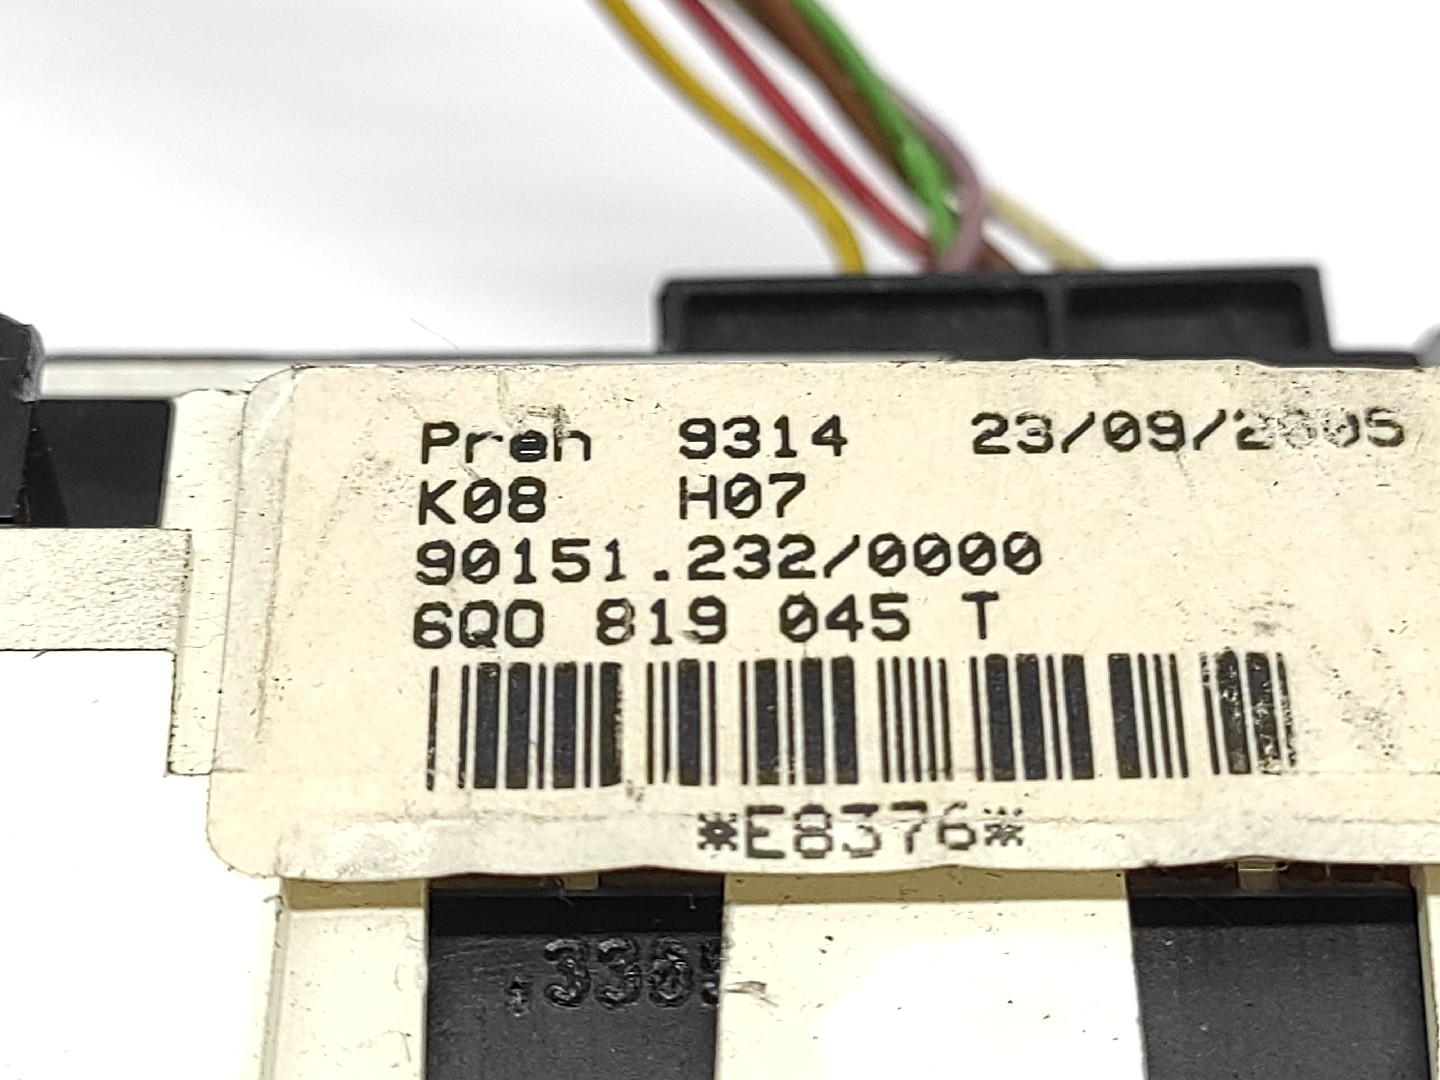 Preh 9314 23/09/2005
K08 H07
90151.232/0000
6Q0 819 045 T
*E8376*